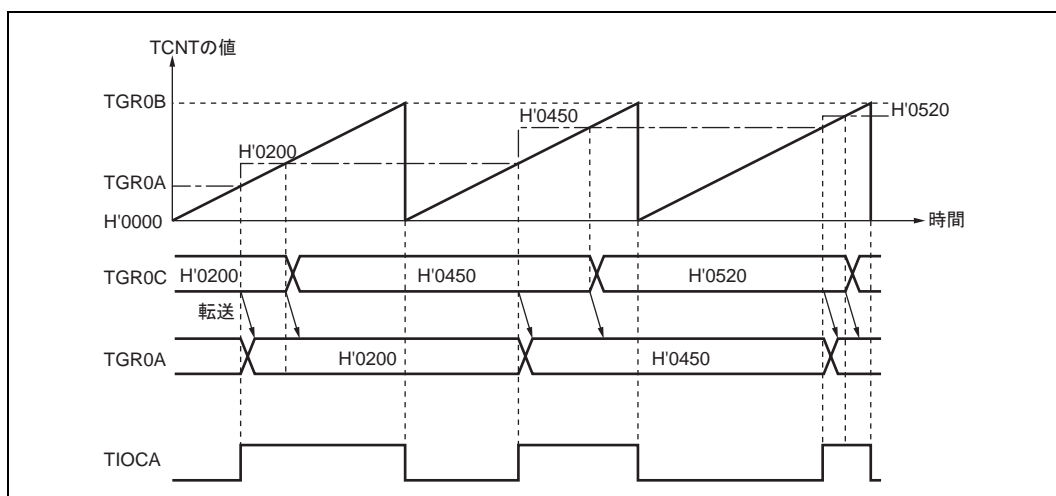 TCNTの値
TGR0B
H'0520
H'0450
H'0200
TGR0A
H'0000
時間
TGR0C
H'0200
H'0450
H'0520
転送
TGR0A
H'0200
H'0450
TIOCA